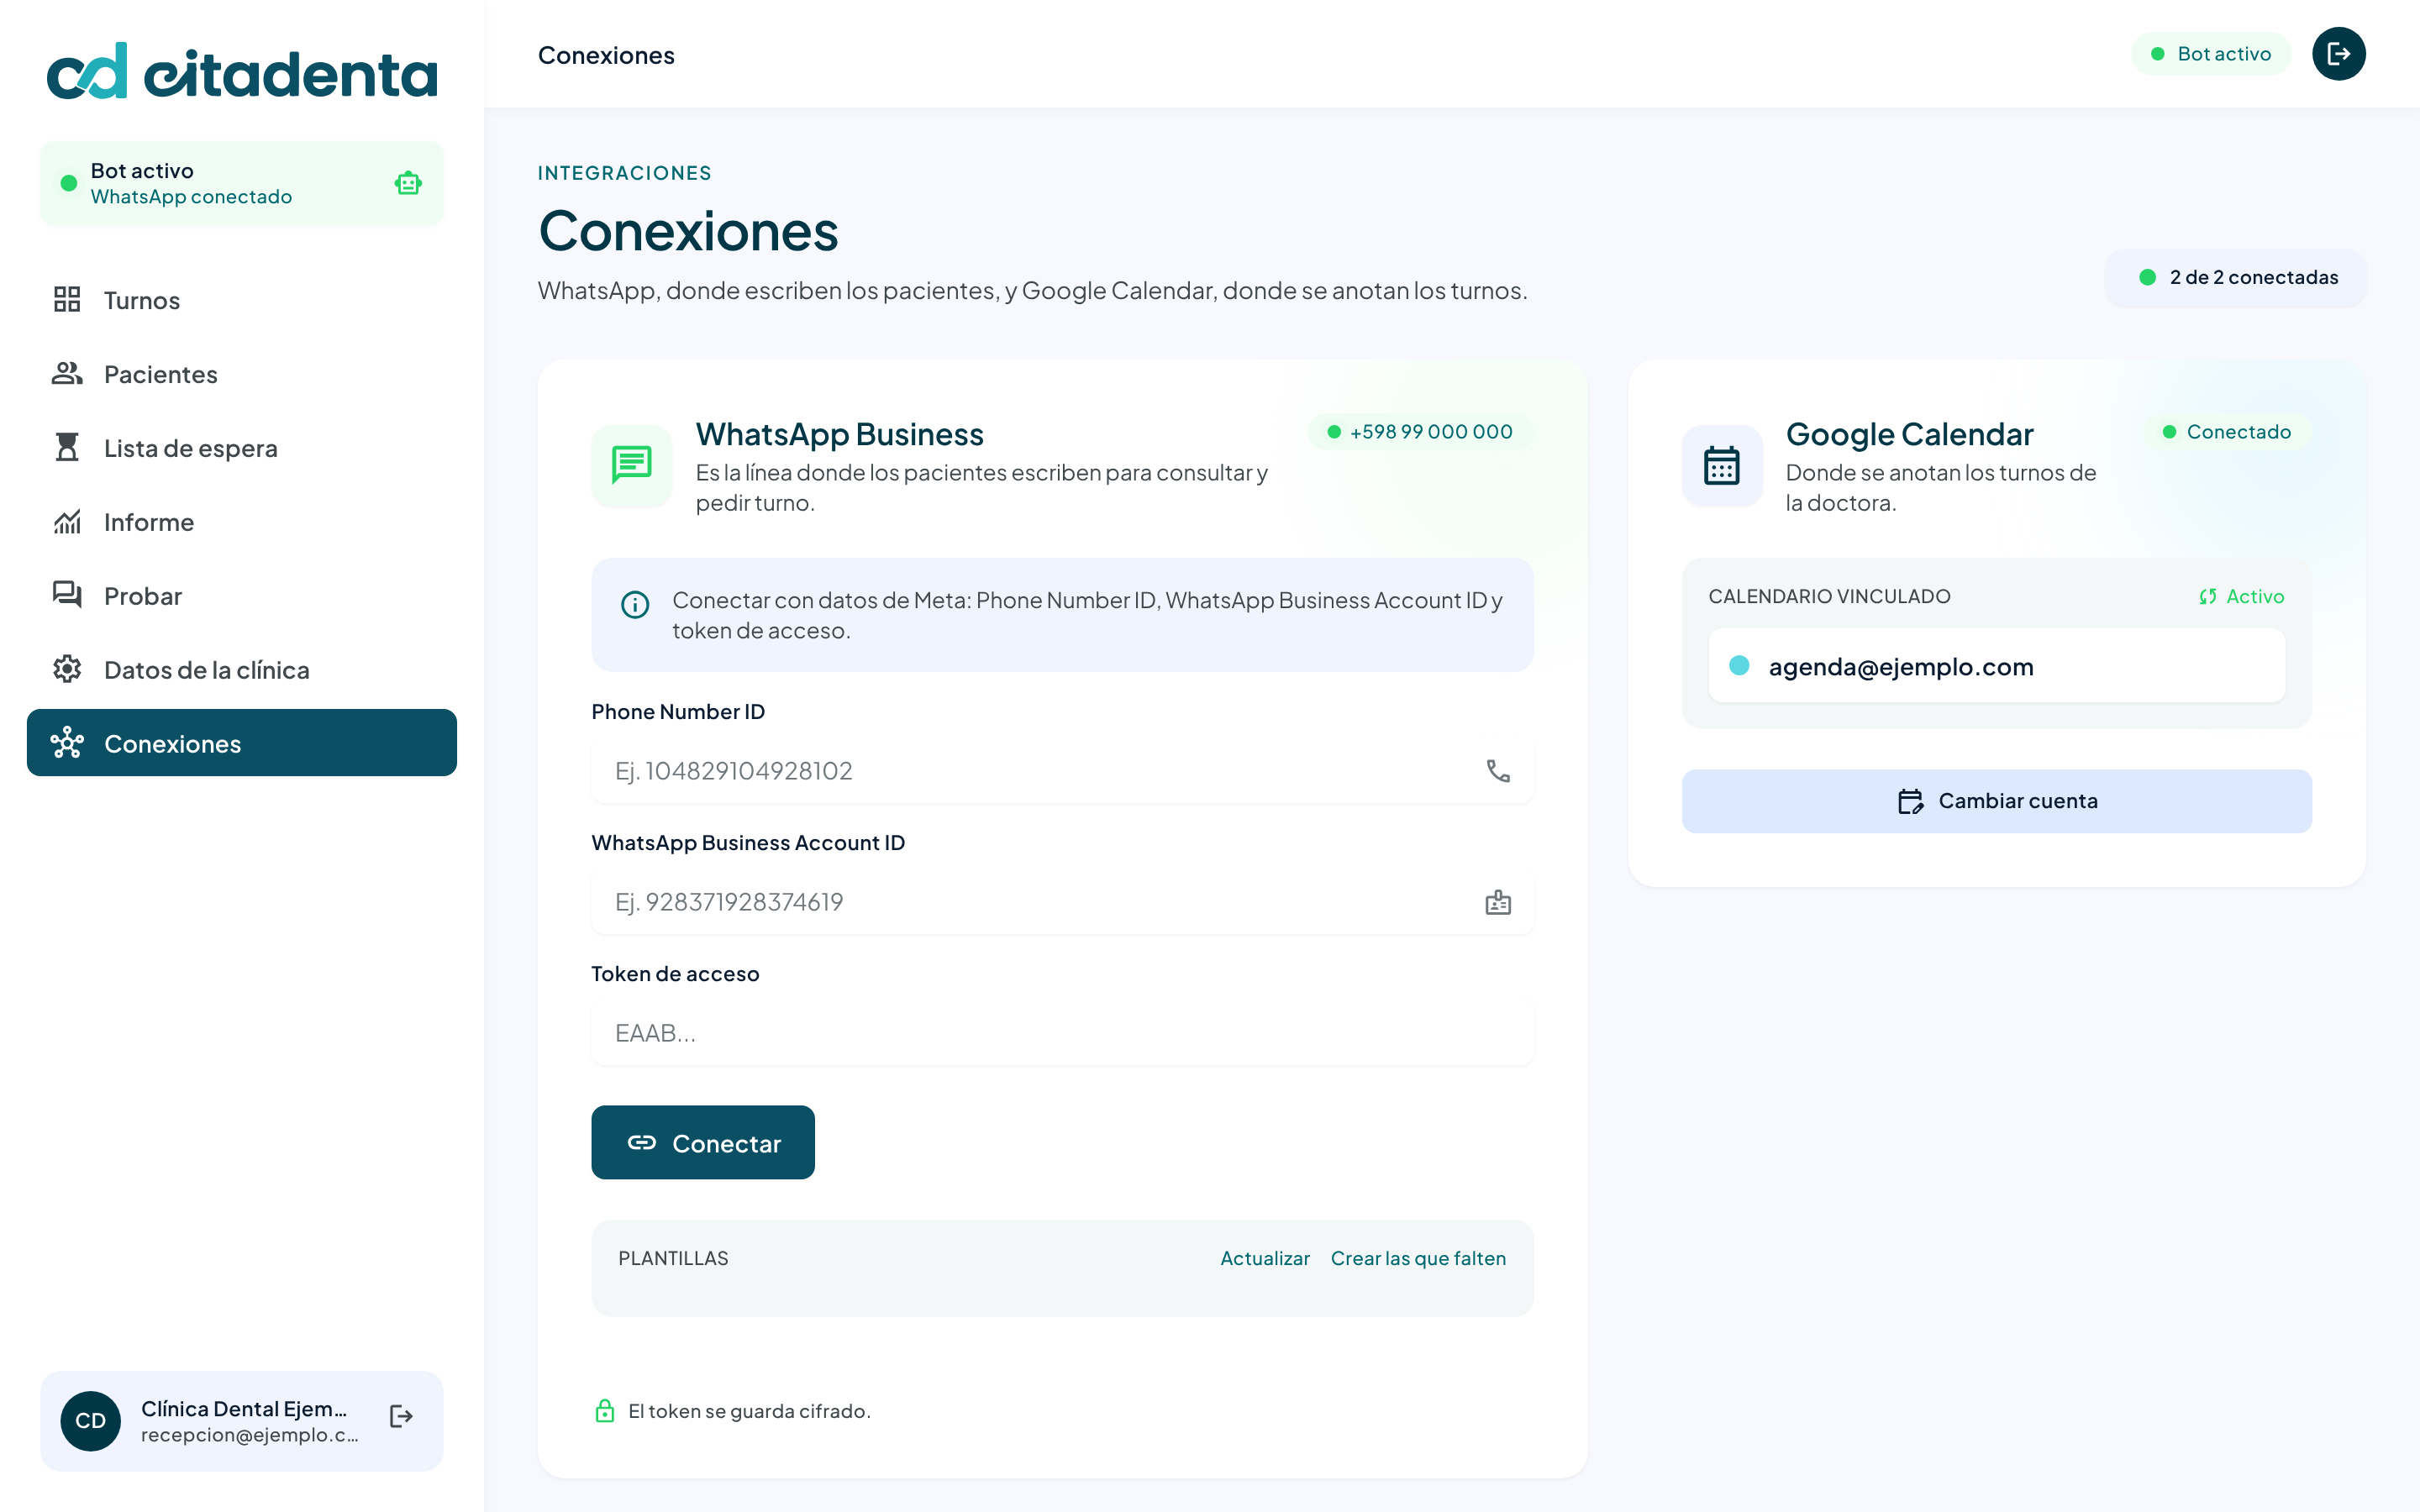 cd citadenta
Bot activo
WhatsApp conectado
Turnos
Pacientes
Lista de espera
Informe
Probar
Datos de la clínica
Conexiones
CD
Clínica Dental Ejem...
recepcion@ejemplo.c...
Conexiones
Bot activo
INTEGRACIONES
Conexiones
WhatsApp, donde escriben los pacientes, y Google Calendar, donde se anotan los turnos.
2 de 2 conectadas
WhatsApp Business
+598 99 000 000
Es la línea donde los pacientes escriben para consultar y
pedir turno.
Conectar con datos de Meta: Phone Number ID, WhatsApp Business Account ID y
token de acceso.
Phone Number ID
Ej. 104829104928102
WhatsApp Business Account ID
Ej. 928371928374619
Token de acceso
EAAB...
Conectar
PLANTILLAS
Actualizar
Crear las que falten
El token se guarda cifrado.
Google Calendar
Conectado
Donde se anotan los turnos de
la doctora.
CALENDARIO VINCULADO
Activo
agenda@ejemplo.com
Cambiar cuenta